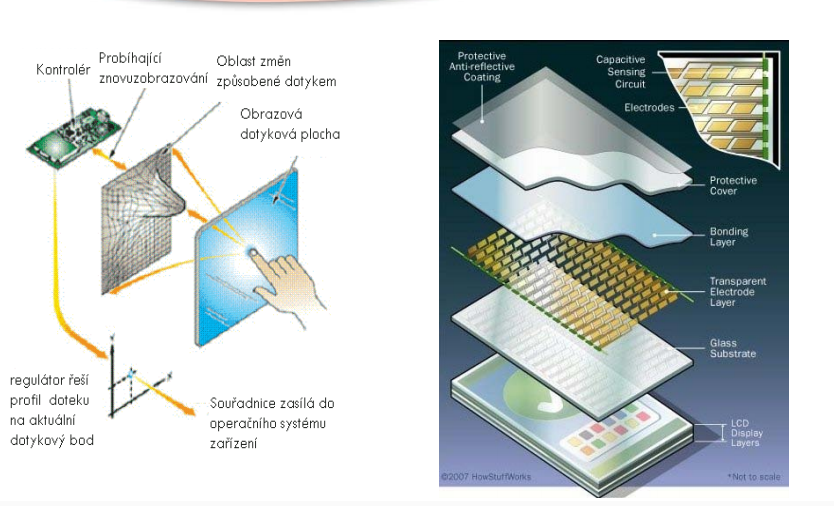 Kontrolér
Probíhající
znovuzobrazování
Oblast změn
způsobené dotykem
Obrazová
dotyková plocha
regulátor řeší
profil doteku
na aktuální
dotykový bod
Y
X
Souřadnice zasílá do
operačního systému
zařízení
Protective
Anti-reflective
Coating
Capacitive
Sensing
Circuit
Electrodes
Protective
Cover
Bonding
Layer
Transparent
Electrode
Layer
Glass
Substrate
LCD
Display
Layers
©2007 HowStuffWorks
*Not to scale